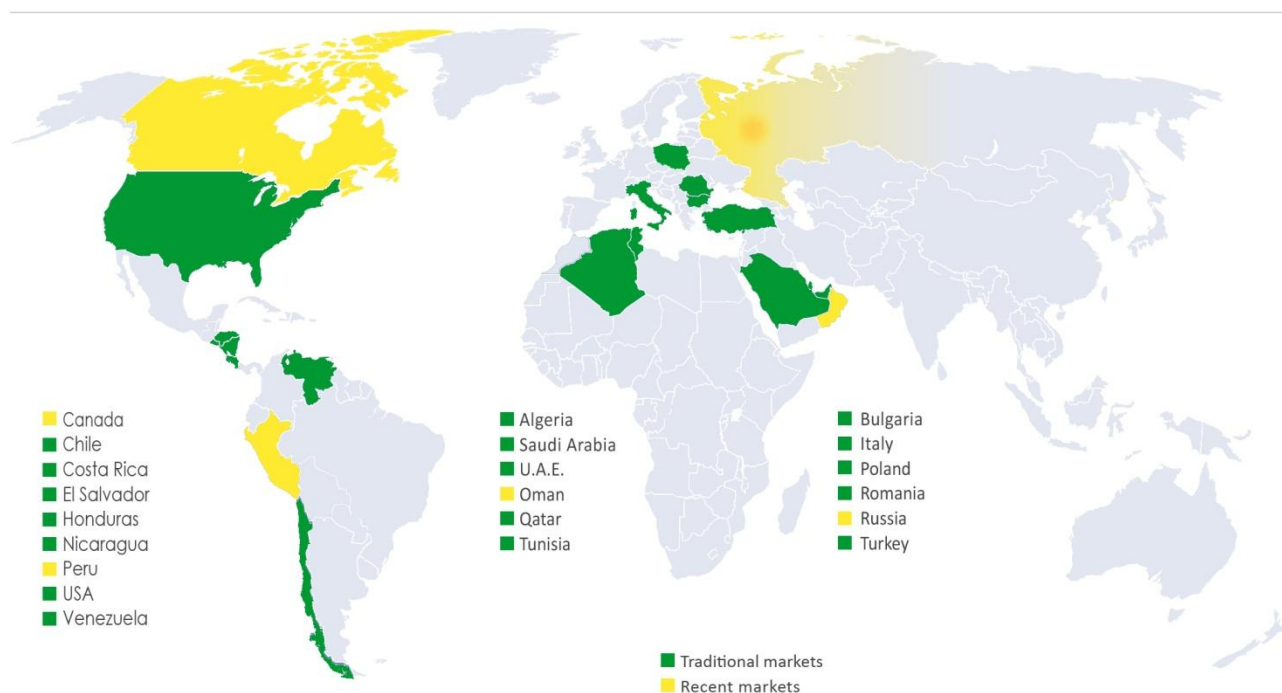 Canada
Chile
Costa Rica
El Salvador
Honduras
Nicaragua
Peru
USA
Venezuela
Algeria
Saudi Arabia
U.A.E.
Oman
Qatar
Tunisia
Bulgaria
Italy
Poland
Romania
Russia
Turkey
Traditional markets
Recent markets